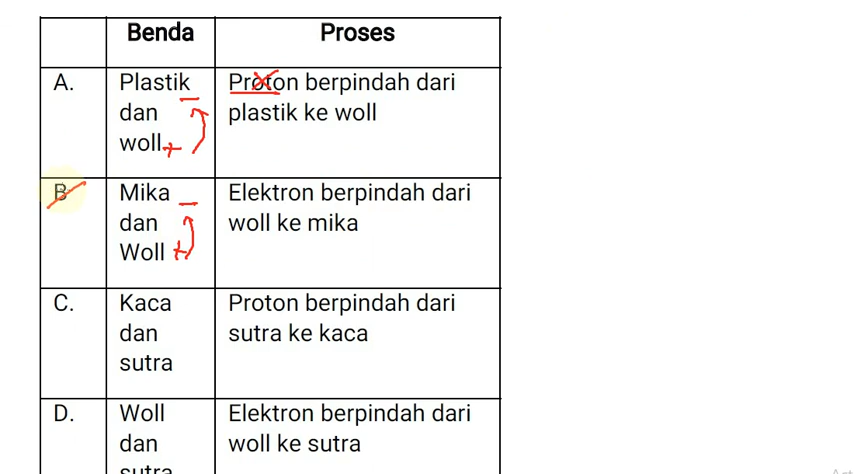 Benda Proses
A. Plastik Proton berpindah dari
dan plastik ke woll
woll +
B Mika Elektron berpindah dari
dan woll ke mika
Woll +
C. Kaca Proton berpindah dari
dan sutra ke kaca
sutra
D. Woll Elektron berpindah dari
dan woll ke sutra
sutra